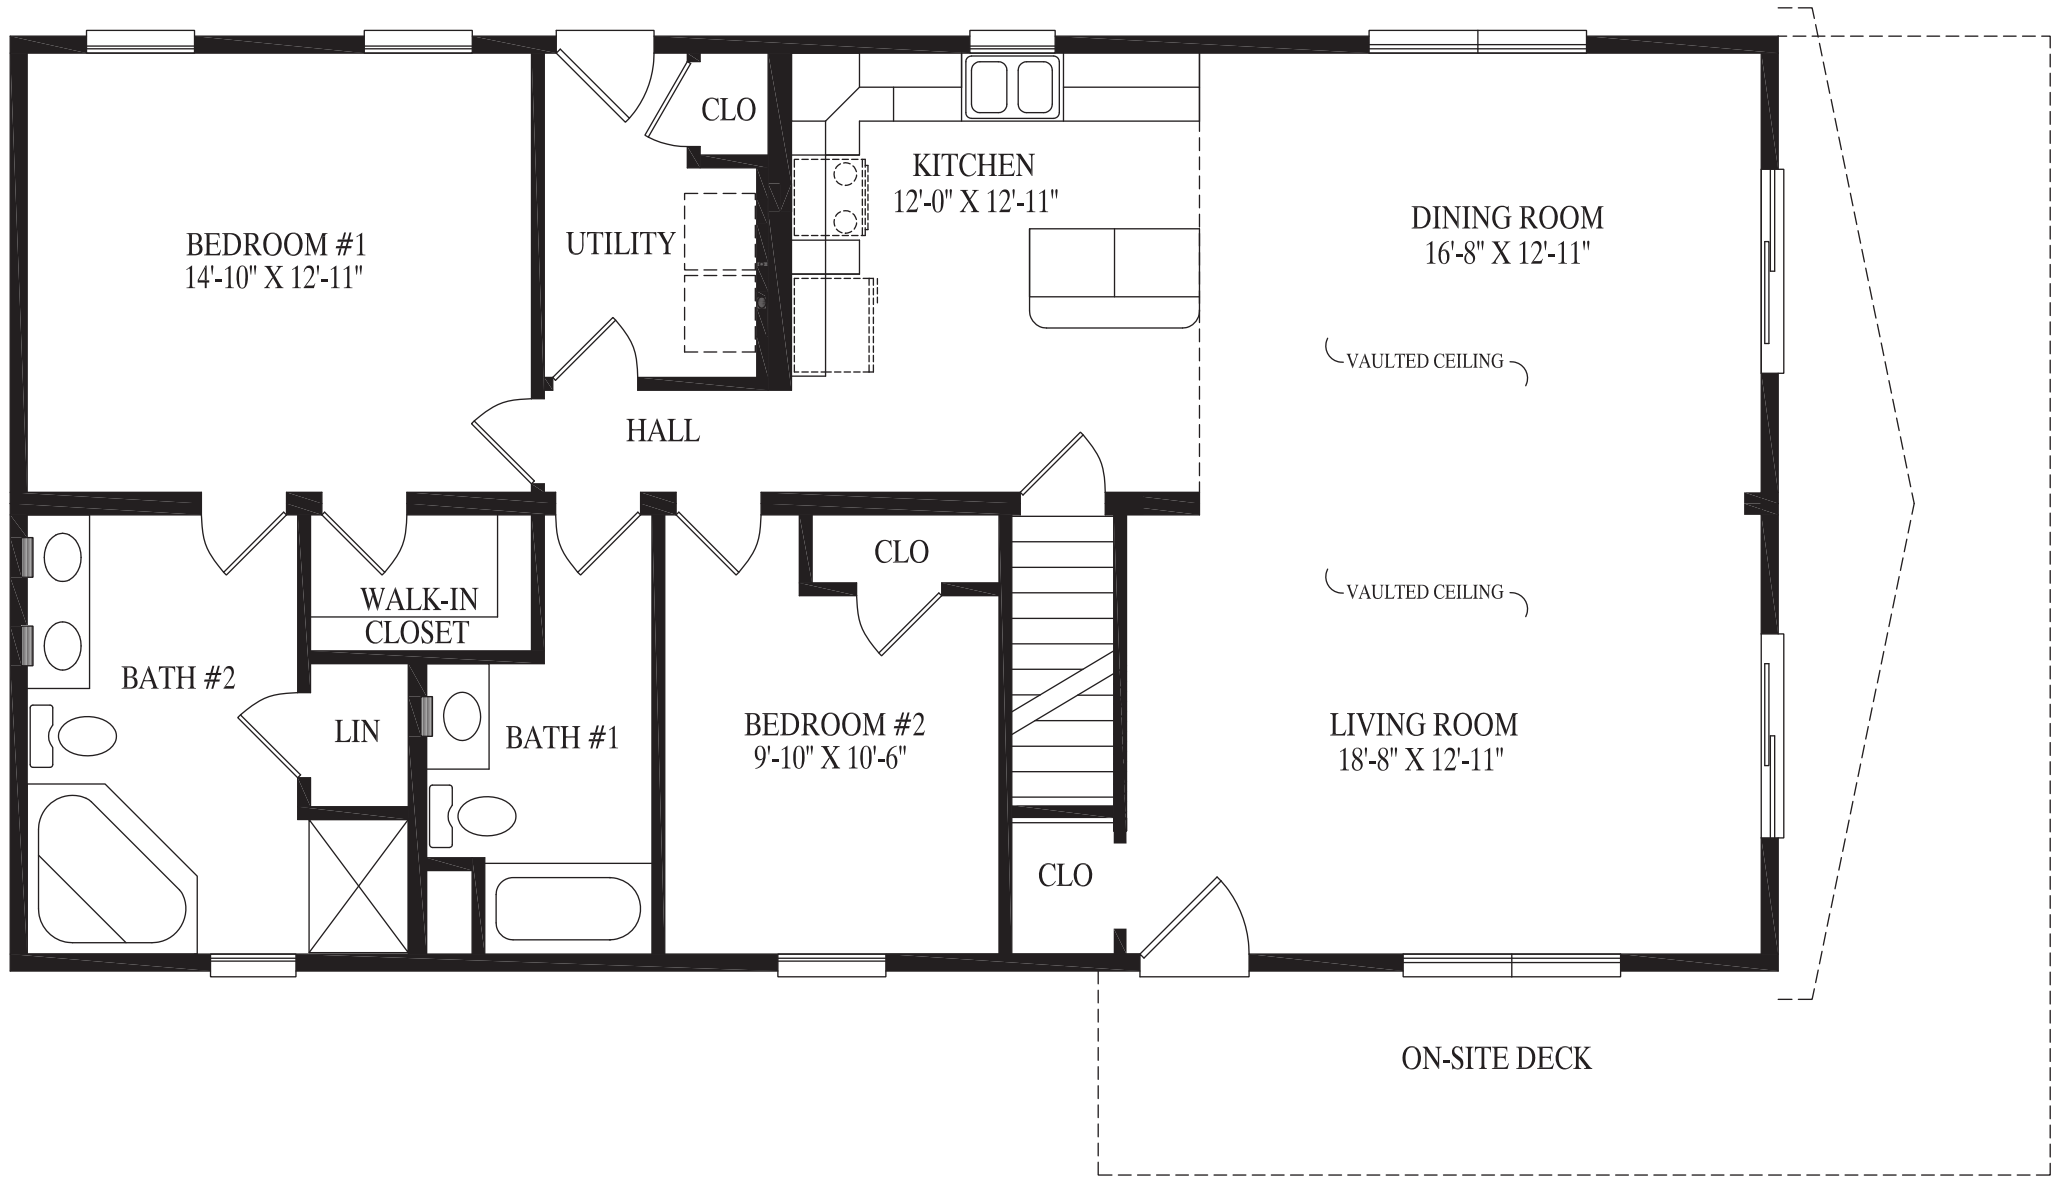 CLO
KITCHEN
12'-0" X 12'-11"
DINING ROOM
16'-8" X 12'-11"
BEDROOM #1
14'-10" X 12'-11"
UTILITY
VAULTED CEILING
HALL
CLO
VAULTED CEILING
WALK-IN
CLOSET
BATH #2
LIN
BATH #1
BEDROOM #2
9'-10" X 10'-6"
LIVING ROOM
18'-8" X 12'-11"
CLO
ON-SITE DECK